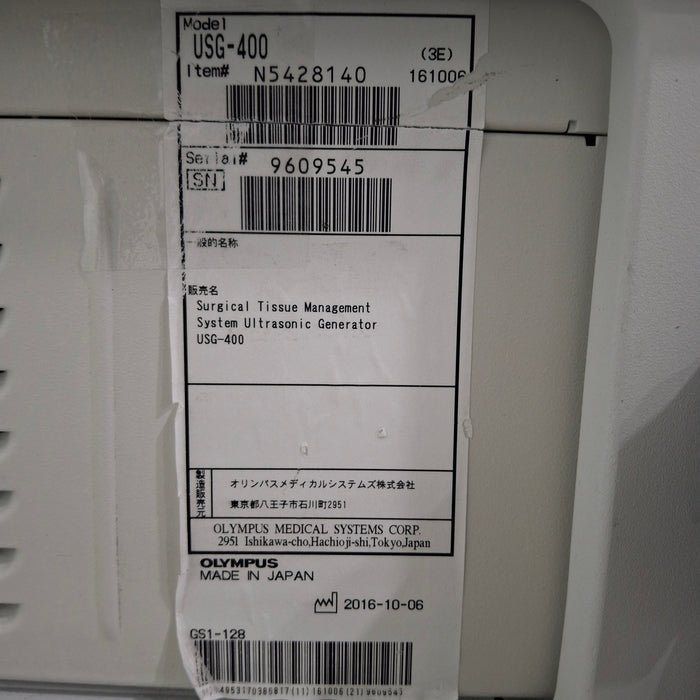 Model
USG-400 (3E)
Item# N5428140 161006
Serial# 9609545
SN
一般的名称
販売名
Surgical Tissue Management
System Ultrasonic Generator
USG-400
製造販売元
オリンパスメディカルシステムズ株式会社
東京都八王子市石川町2951
OLYMPUS MEDICAL SYSTEMS CORP.
2951 Ishikawa-cho,Hachioji-shi,Tokyo,Japan
OLYMPUS
MADE IN JAPAN
2016-10-06
GS1-128